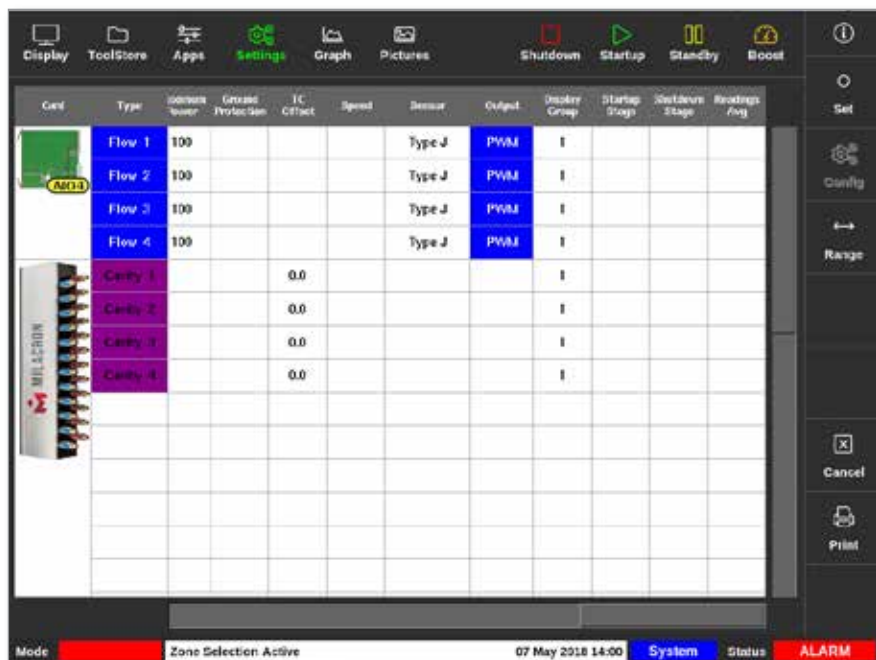 Display ToolStore Apps Settings Graph Pictures Shutdown Startup Standby Boost
Card Type Power Ground Protection TC Offset Speed Sensor Output Display Group Startup Stage Shutdown Stage Readings Avg
AIO4
Flow 1 100 Type J PWM 1
Flow 2 100 Type J PWM 1
Flow 3 100 Type J PWM 1
Flow 4 100 Type J PWM 1
MILACRON
Cavity 1 0.0 1
Cavity 2 0.0 1
Cavity 3 0.0 1
Cavity 4 0.0 1
Set
Config
Range
Cancel
Print
Mode Zone Selection Active 07 May 2018 14:00 System Status ALARM